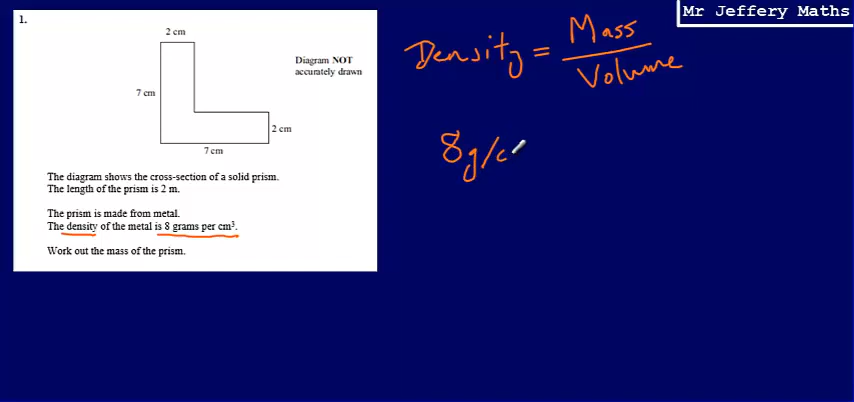 Mr Jeffery Maths
1.
2 cm
Diagram NOT
accurately drawn
7 cm
2 cm
7 cm
The diagram shows the cross-section of a solid prism.
The length of the prism is 2 m.
The prism is made from metal.
The density of the metal is 8 grams per cm³.
Work out the mass of the prism.
Density = Mass
Volume
8g/c